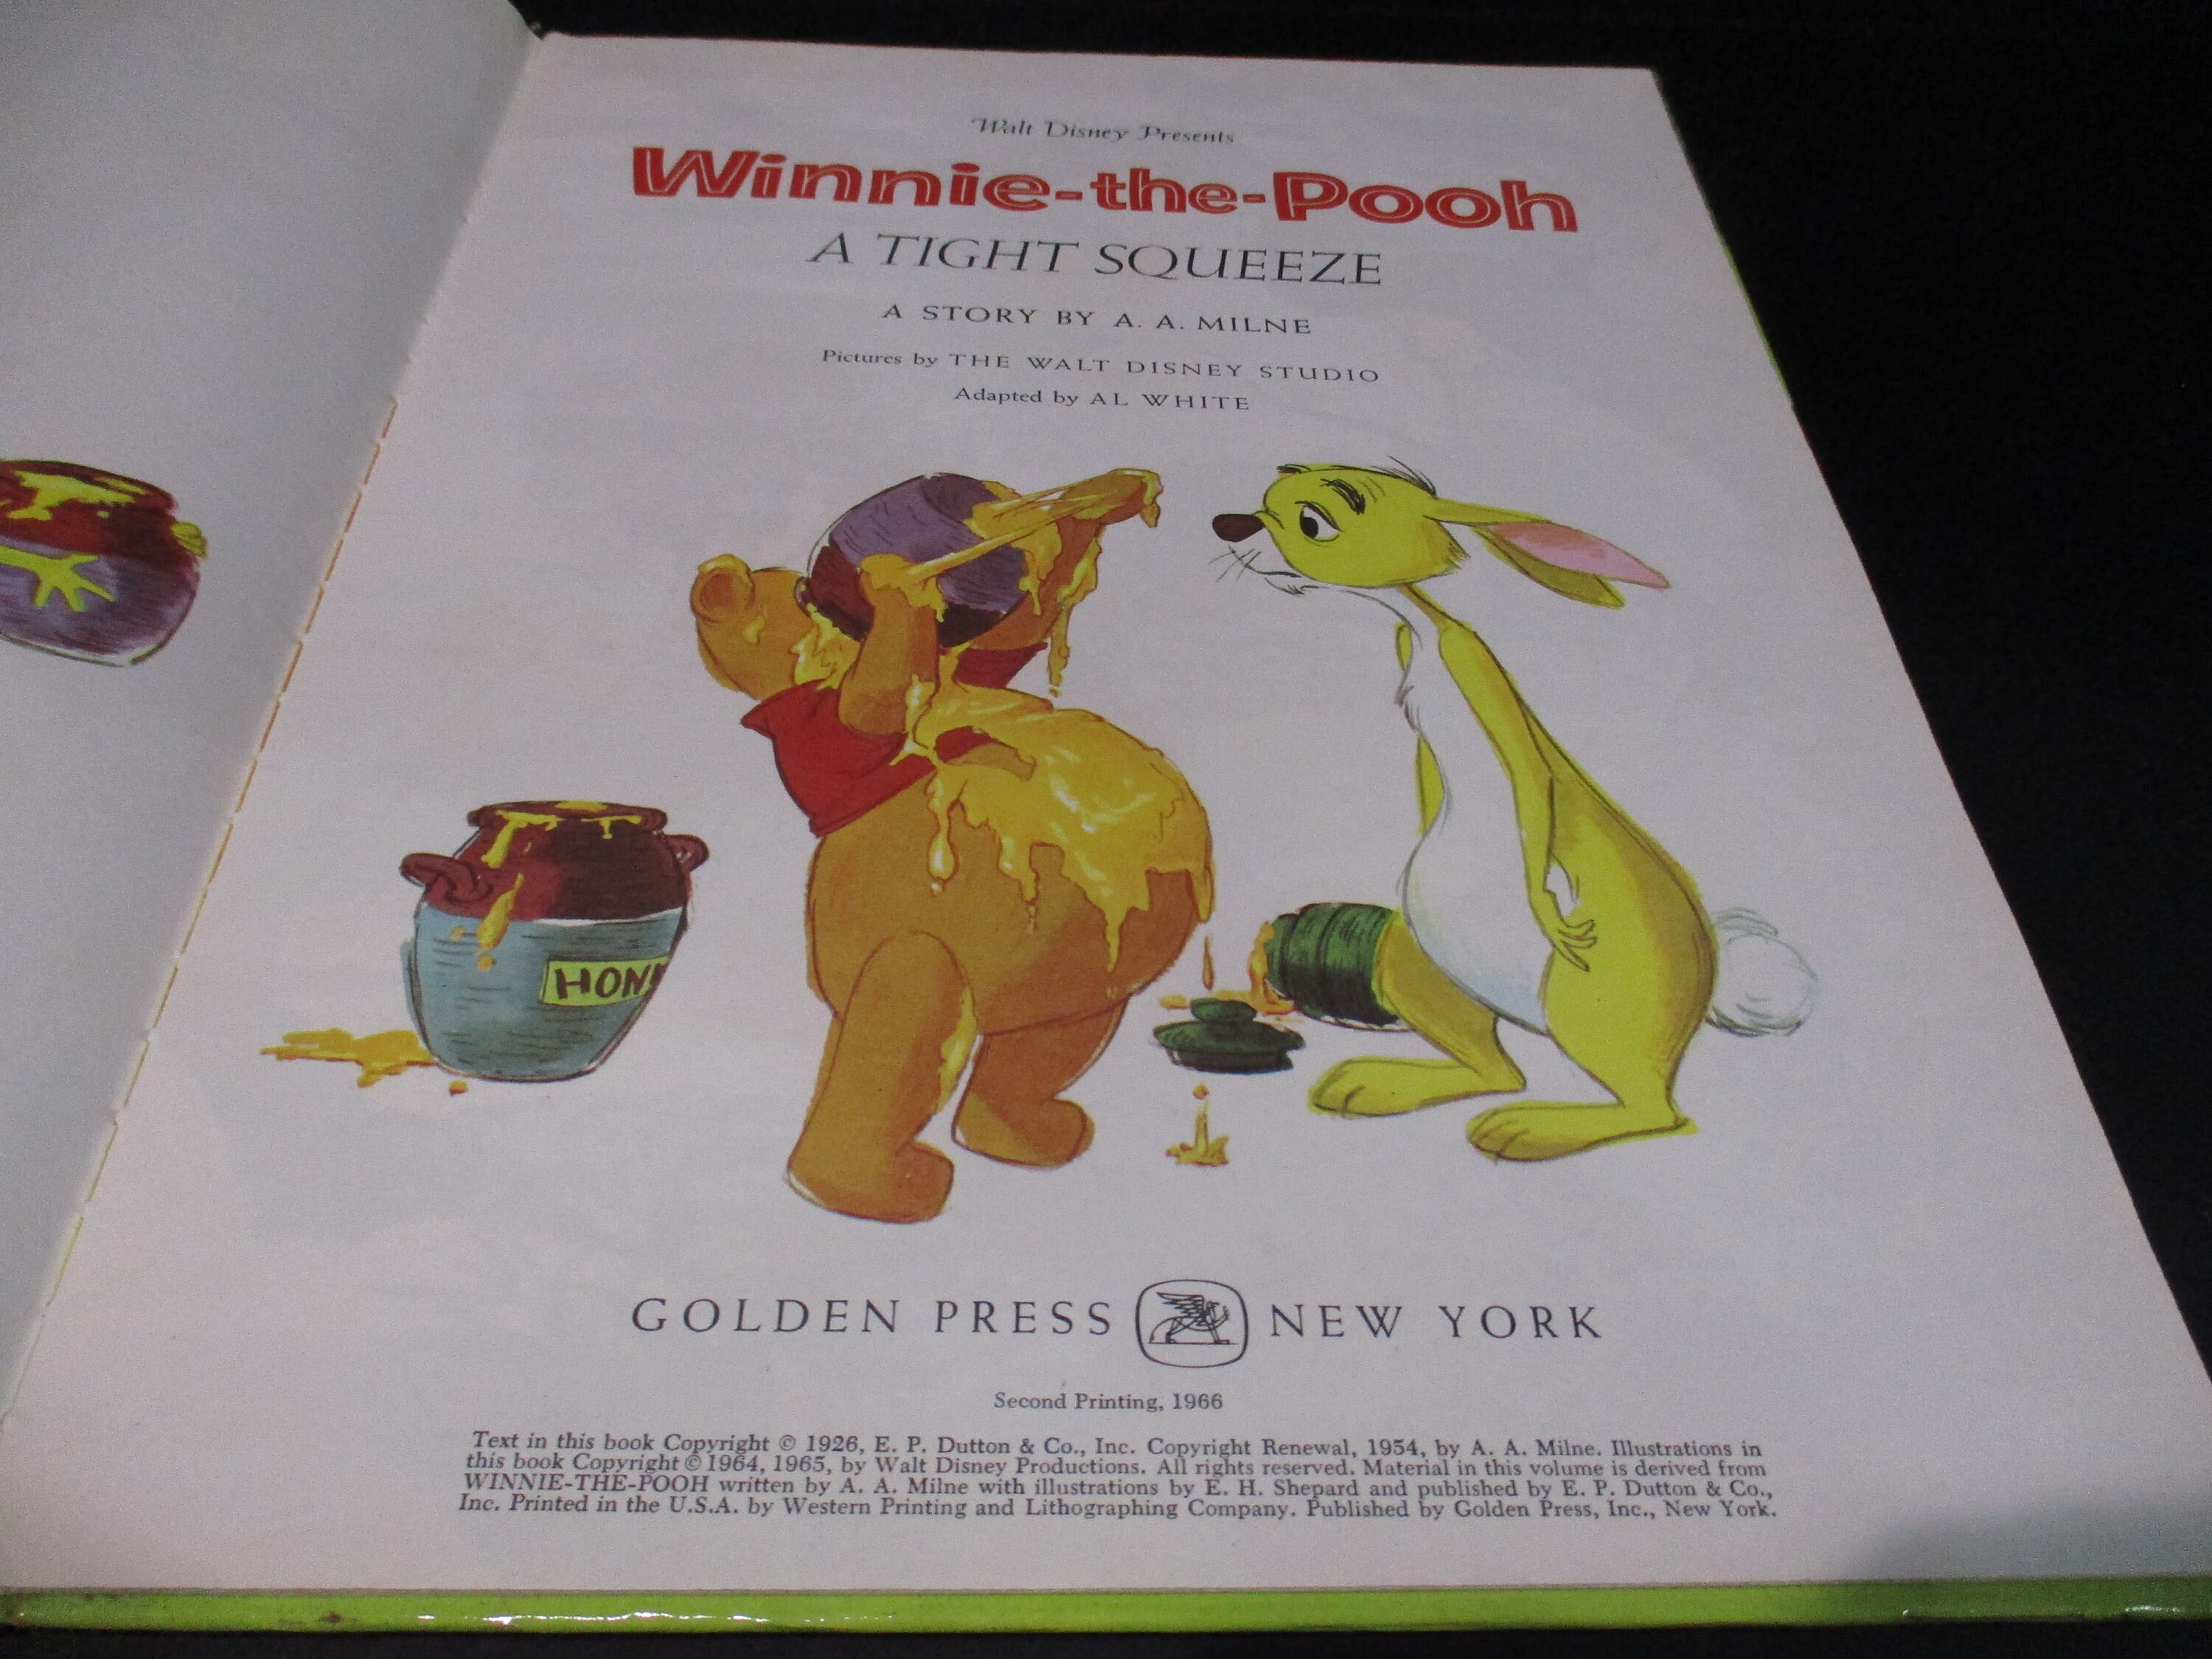 Walt Disney Presents
Winnie-the-Pooh
A TIGHT SQUEEZE
A STORY BY A. A. MILNE
Pictures by THE WALT DISNEY STUDIO
Adapted by AL WHITE
HON
GOLDEN PRESS NEW YORK
Second Printing, 1966
Text in this book Copyright © 1926, E. P. Dutton & Co., Inc. Copyright Renewal, 1954, by A. A. Milne. Illustrations in
this book Copyright © 1964, 1965, by Walt Disney Productions. All rights reserved. Material in this volume is derived from
WINNIE-THE-POOH written by A. A. Milne with illustrations by E. H. Shepard and published by E. P. Dutton & Co.,
Inc. Printed in the U.S.A. by Western Printing and Lithographing Company. Published by Golden Press, Inc., New York.